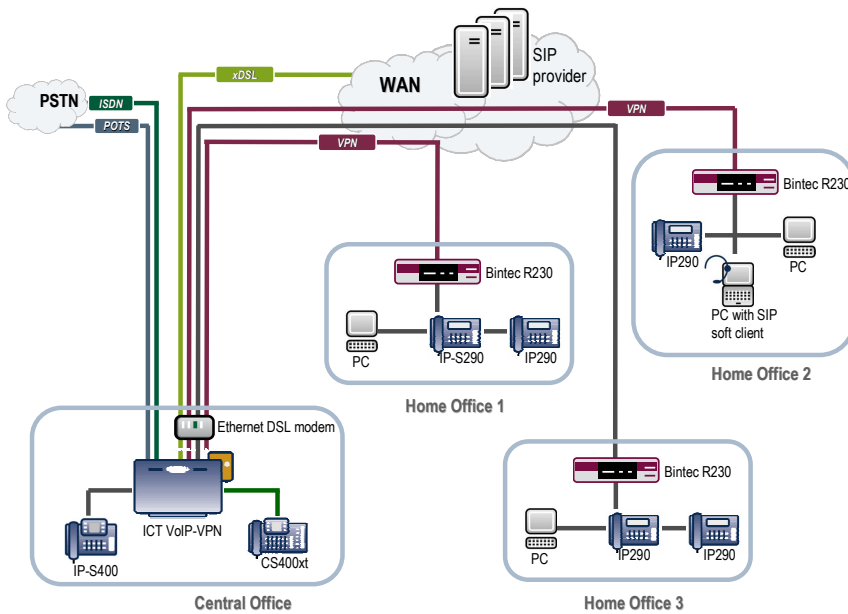 SIP
provider
xDSL
WAN
PSTN
ISDN
POTS
VPN
VPN
Bintec R230
IP290
PC
PC with SIP
soft client
Home Office 2
Bintec R230
PC
IP-S290
IP290
Home Office 1
Ethernet DSL modem
ICT VoIP-VPN
IP-S400
CS400xt
Central Office
Bintec R230
PC
IP290
IP290
Home Office 3